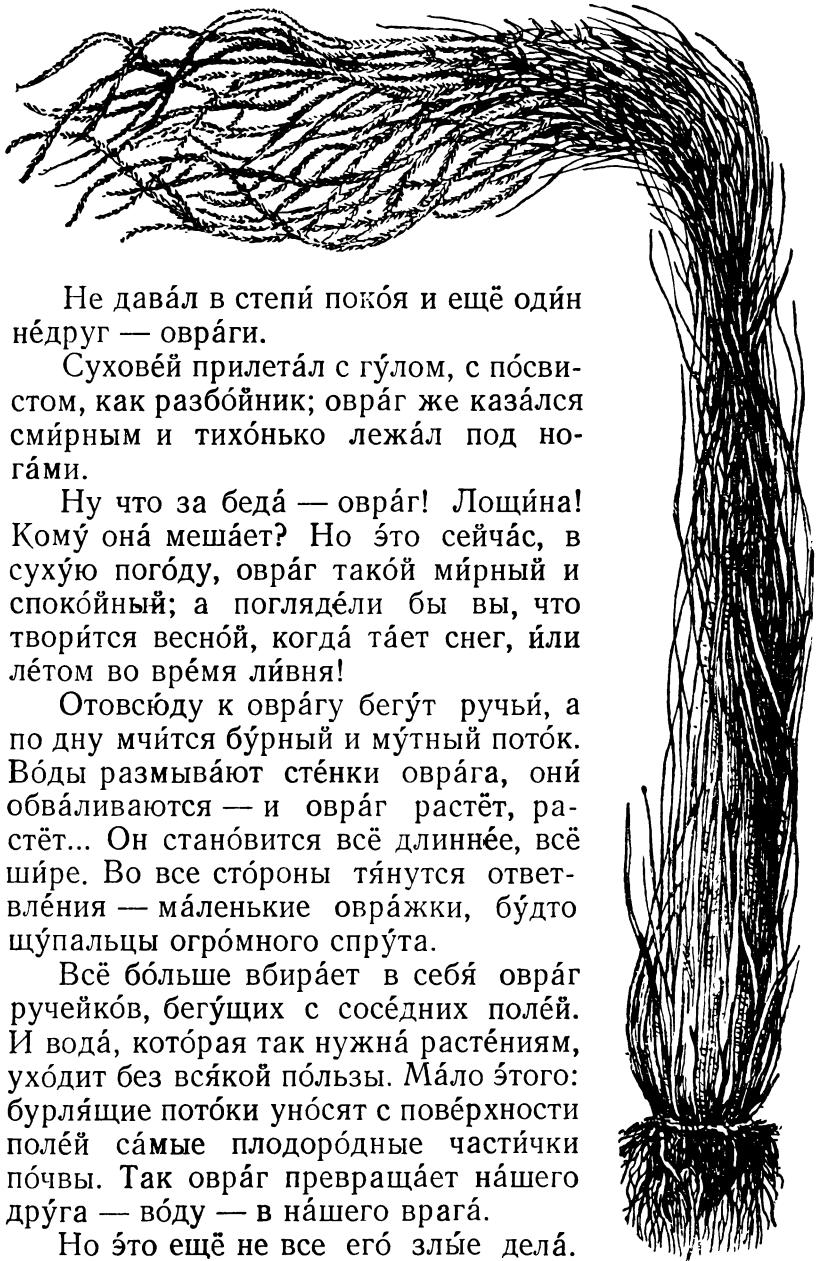 Не дава́л в степи́ поко́я и ещё оди́н
не́друг — овра́ги.
Сухове́й прилета́л с гу́лом, с по́сви-
стом, как разбо́йник; овра́г же каза́лся
сми́рным и тихо́нько лежа́л под но-
га́ми.
Ну что за беда́ — овра́г! Лощи́на!
Кому́ она́ меша́ет? Но э́то сейча́с, в
суху́ю пого́ду, овра́г тако́й ми́рный и
споко́йный; а погляде́ли бы вы, что
твори́тся весно́й, когда́ та́ет снег, и́ли
ле́том во вре́мя ли́вня!
Отовсю́ду к овра́гу бегу́т ручьи́, а
по дну мчи́тся бу́рный и му́тный пото́к.
Во́ды размыва́ют сте́нки овра́га, они́
обва́ливаются — и овра́г растёт, ра-
стёт... Он стано́вится всё длинне́е, всё
ши́ре. Во все сто́роны тя́нутся ответ-
вле́ния — ма́ленькие овра́жки, бу́дто
щу́пальцы огро́много спру́та.
Всё бо́льше вбира́ет в себя́ овра́г
ручейко́в, бегу́щих с сосе́дних поле́й.
И вода́, кото́рая так нужна́ расте́ниям,
ухо́дит без вся́кой по́льзы. Ма́ло э́того:
бурля́щие пото́ки уно́сят с пове́рхности
поле́й са́мые плодоро́дные части́чки
по́чвы. Так овра́г превраща́ет на́шего
дру́га — во́ду — в на́шего врага́.
Но э́то ещё не все его́ злы́е дела́.